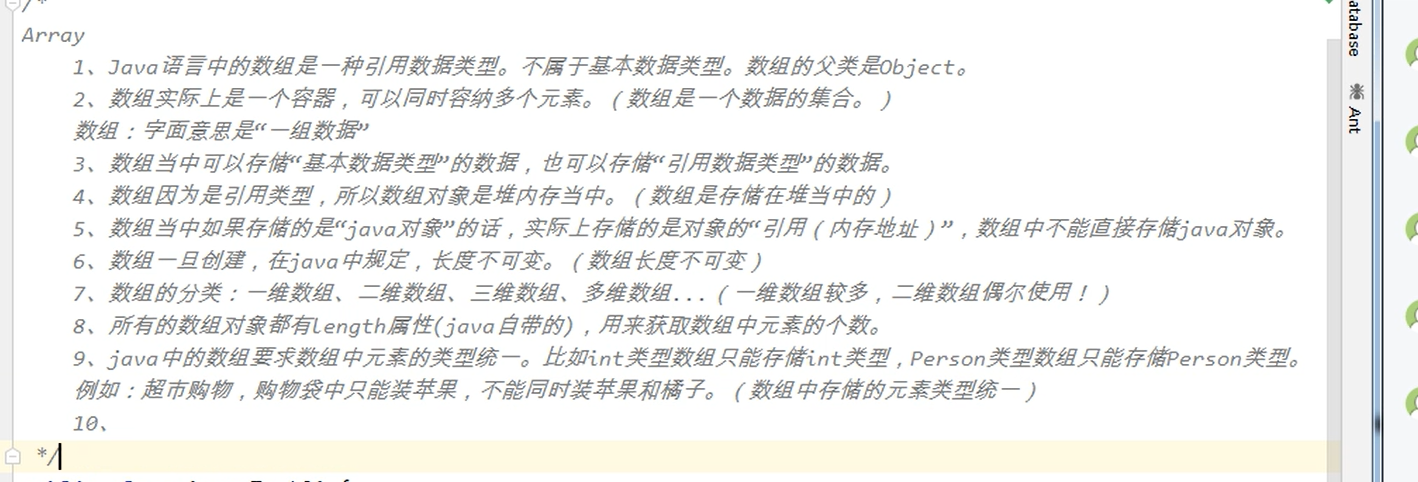 /*
Array
1、Java语言中的数组是一种引用数据类型。不属于基本数据类型。数组的父类是Object。
2、数组实际上是一个容器，可以同时容纳多个元素。（数组是一个数据的集合。）
数组：字面意思是“一组数据”
3、数组当中可以存储“基本数据类型”的数据，也可以存储“引用数据类型”的数据。
4、数组因为是引用类型，所以数组对象是堆内存当中。（数组是存储在堆当中的）
5、数组当中如果存储的是“java对象”的话，实际上存储的是对象的“引用（内存地址）”，数组中不能直接存储java对象。
6、数组一旦创建，在java中规定，长度不可变。（数组长度不可变）
7、数组的分类：一维数组、二维数组、三维数组、多维数组...（一维数组较多，二维数组偶尔使用！）
8、所有的数组对象都有length属性(java自带的)，用来获取数组中元素的个数。
9、java中的数组要求数组中元素的类型统一。比如int类型数组只能存储int类型，Person类型数组只能存储Person类型。
例如：超市购物，购物袋中只能装苹果，不能同时装苹果和橘子。（数组中存储的元素类型统一）
10、
*/
atabase
Ant